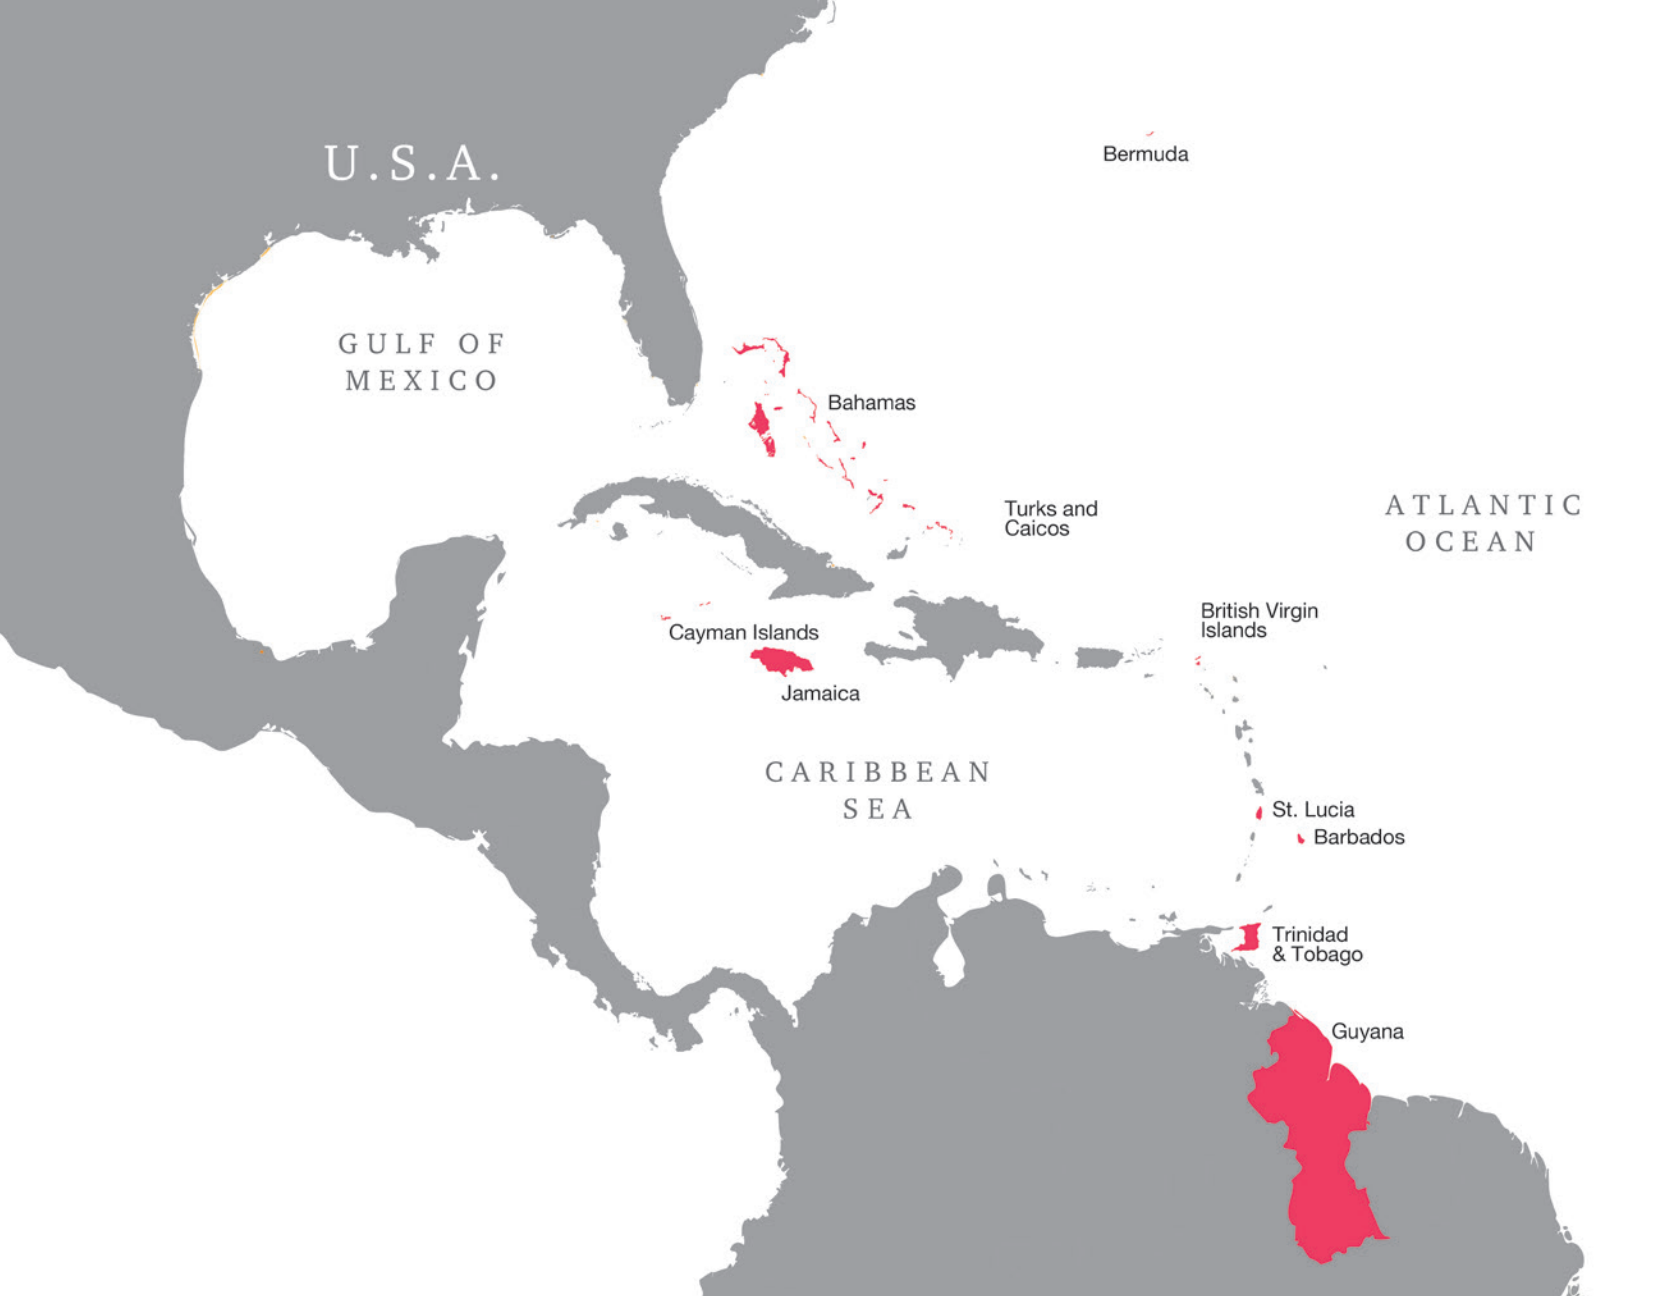 Bermuda
U.S.A.
GULF OF
MEXICO
Bahamas
Turks and
Caicos
ATLANTIC
OCEAN
British Virgin
Islands
Cayman Islands
Jamaica
CARIBBEAN
SEA
St. Lucia
Barbados
Trinidad
& Tobago
Guyana